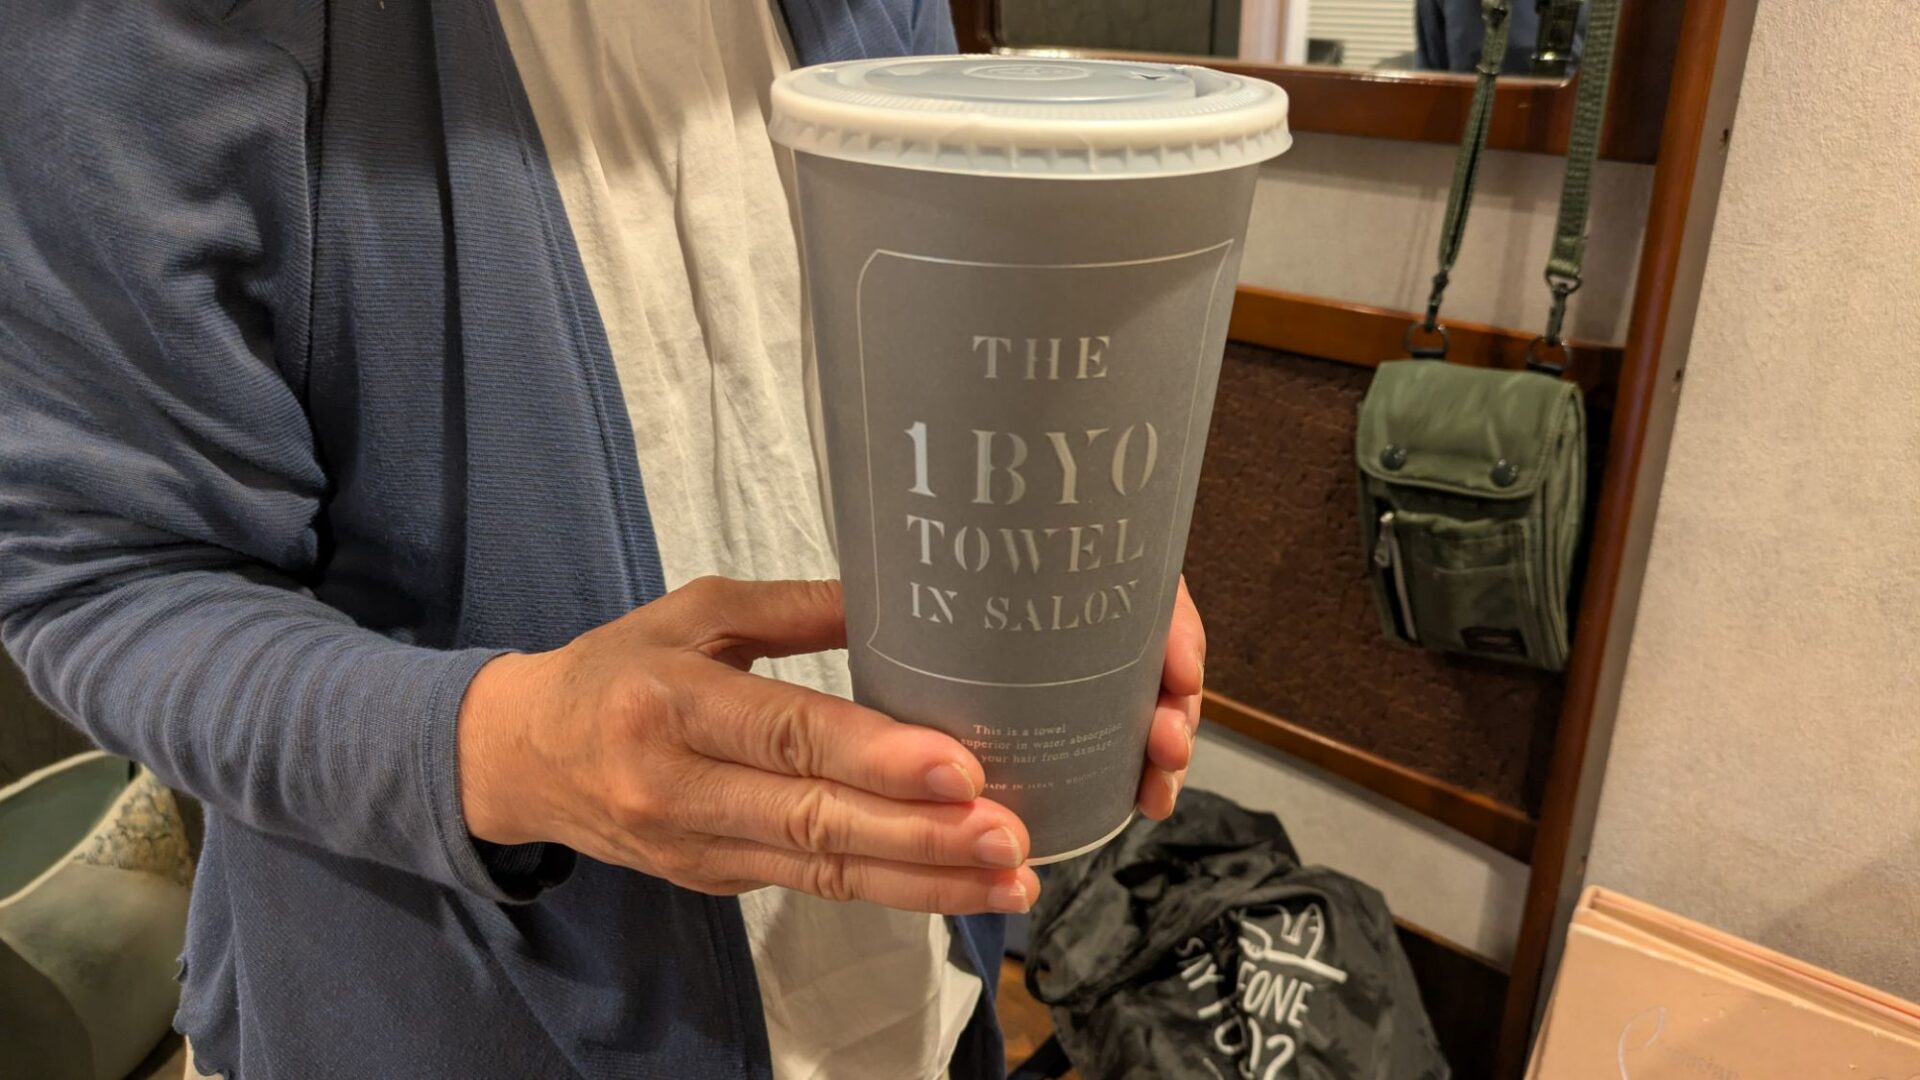 THE
1 BYO
TOWEL
IN SALON
This is a towel
superior in water absorption
your hair from damage
MADE IN JAPAN